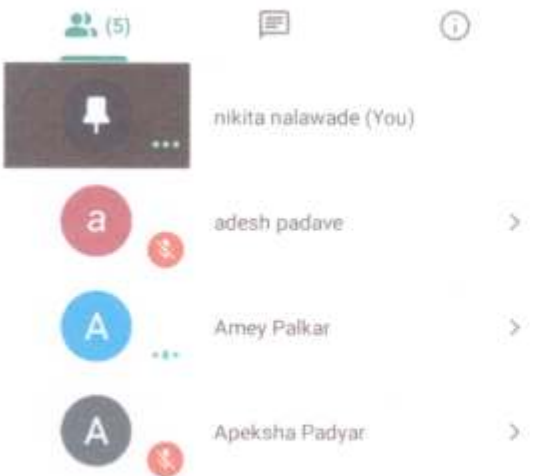 (5)
nikita nalawade (You)
a
adesh padave
A
Amey Palkar
A
Apeksha Padyar